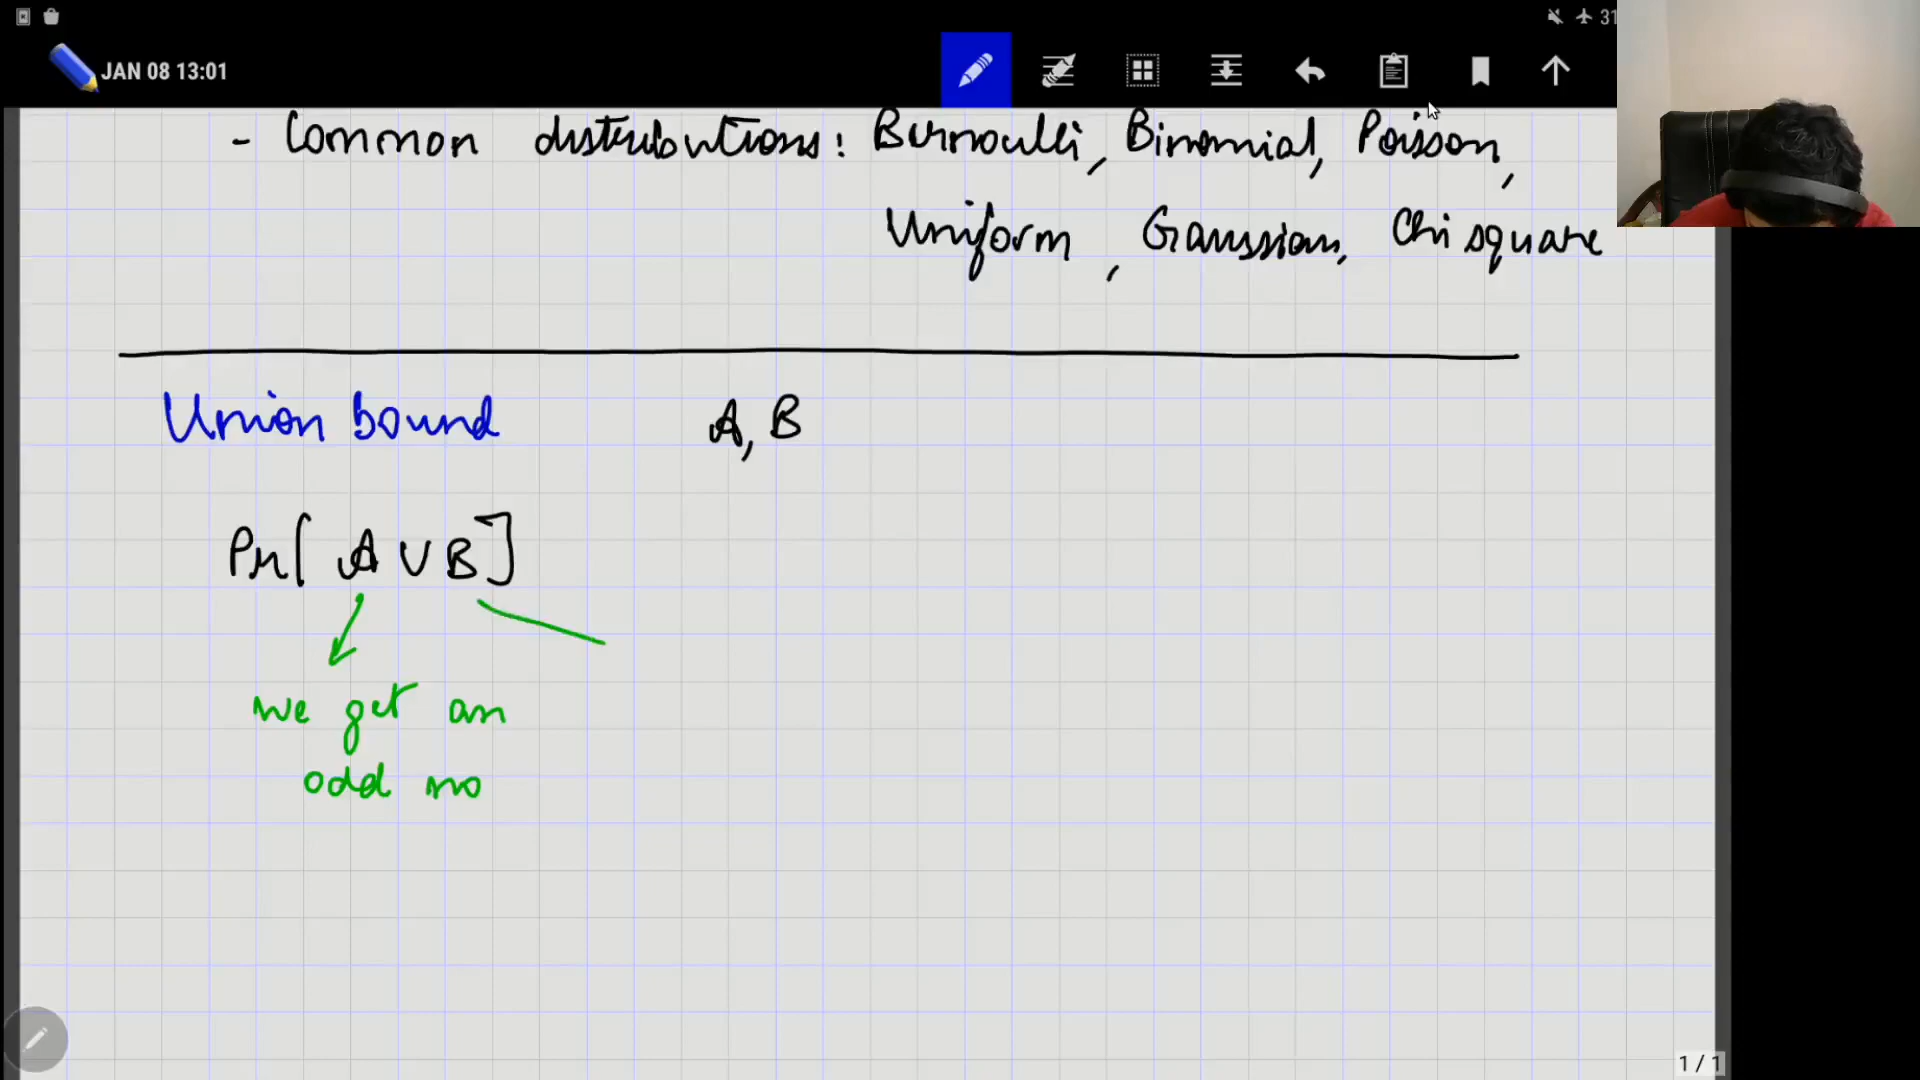 31
JAN 08 13:01
- Common distributions: Bernoulli, Binomial, Poisson,
Uniform, Gaussian, Chi square
Union bound A, B
Pr[ A ∪ B ]
we get an
odd no
1 / 1